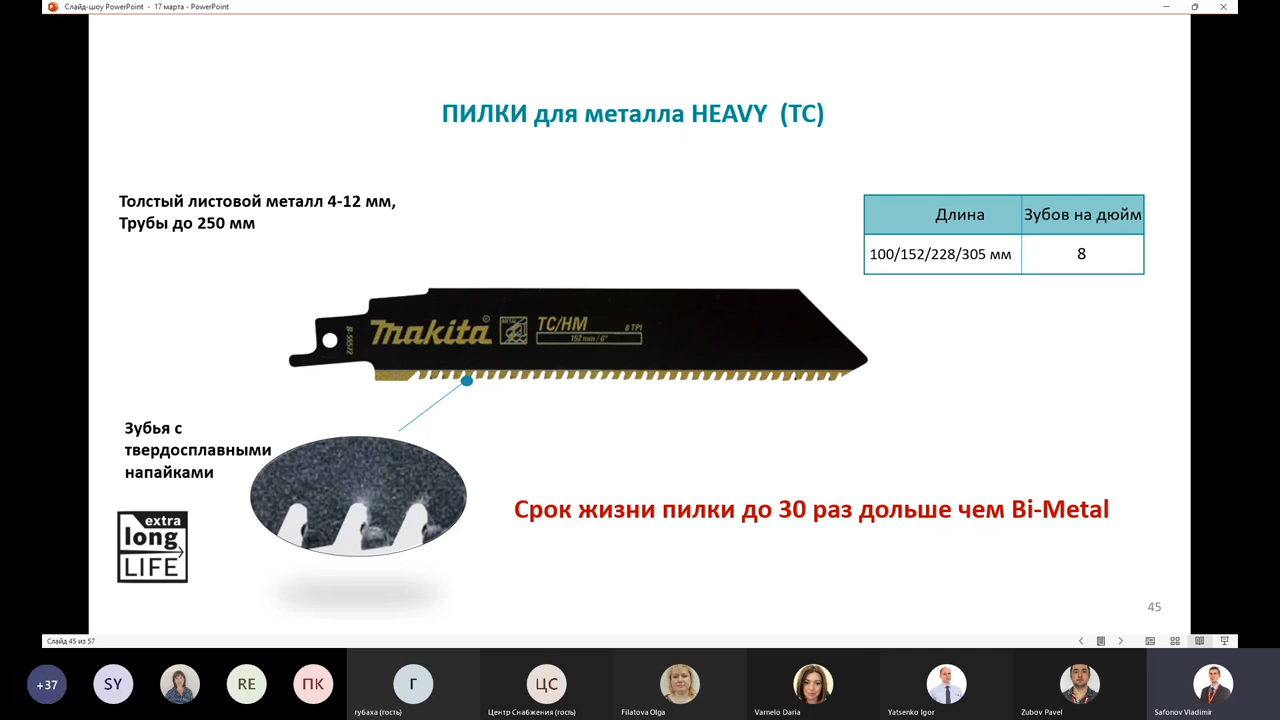 Слайд-шоу PowerPoint - 17 марта - PowerPoint
ПИЛКИ для металла HEAVY (TC)
Толстый листовой металл 4-12 мм,
Трубы до 250 мм
Длина
Зубов на дюйм
100/152/228/305 мм
8
makita
METAL
TC/HM
8 TPI
152 mm / 6"
B-55572
Зубья с
твердосплавными
напайками
extra
long
LIFE
Срок жизни пилки до 30 раз дольше чем Bi-Metal
45
Слайд 45 из 57
+37
SY
RE
ПК
Г
ЦС
губаха (гость)
Центр Снабжения (гость)
Filatova Olga
Varnelo Daria
Yatsenko Igor
Zubov Pavel
Safonov Vladimir